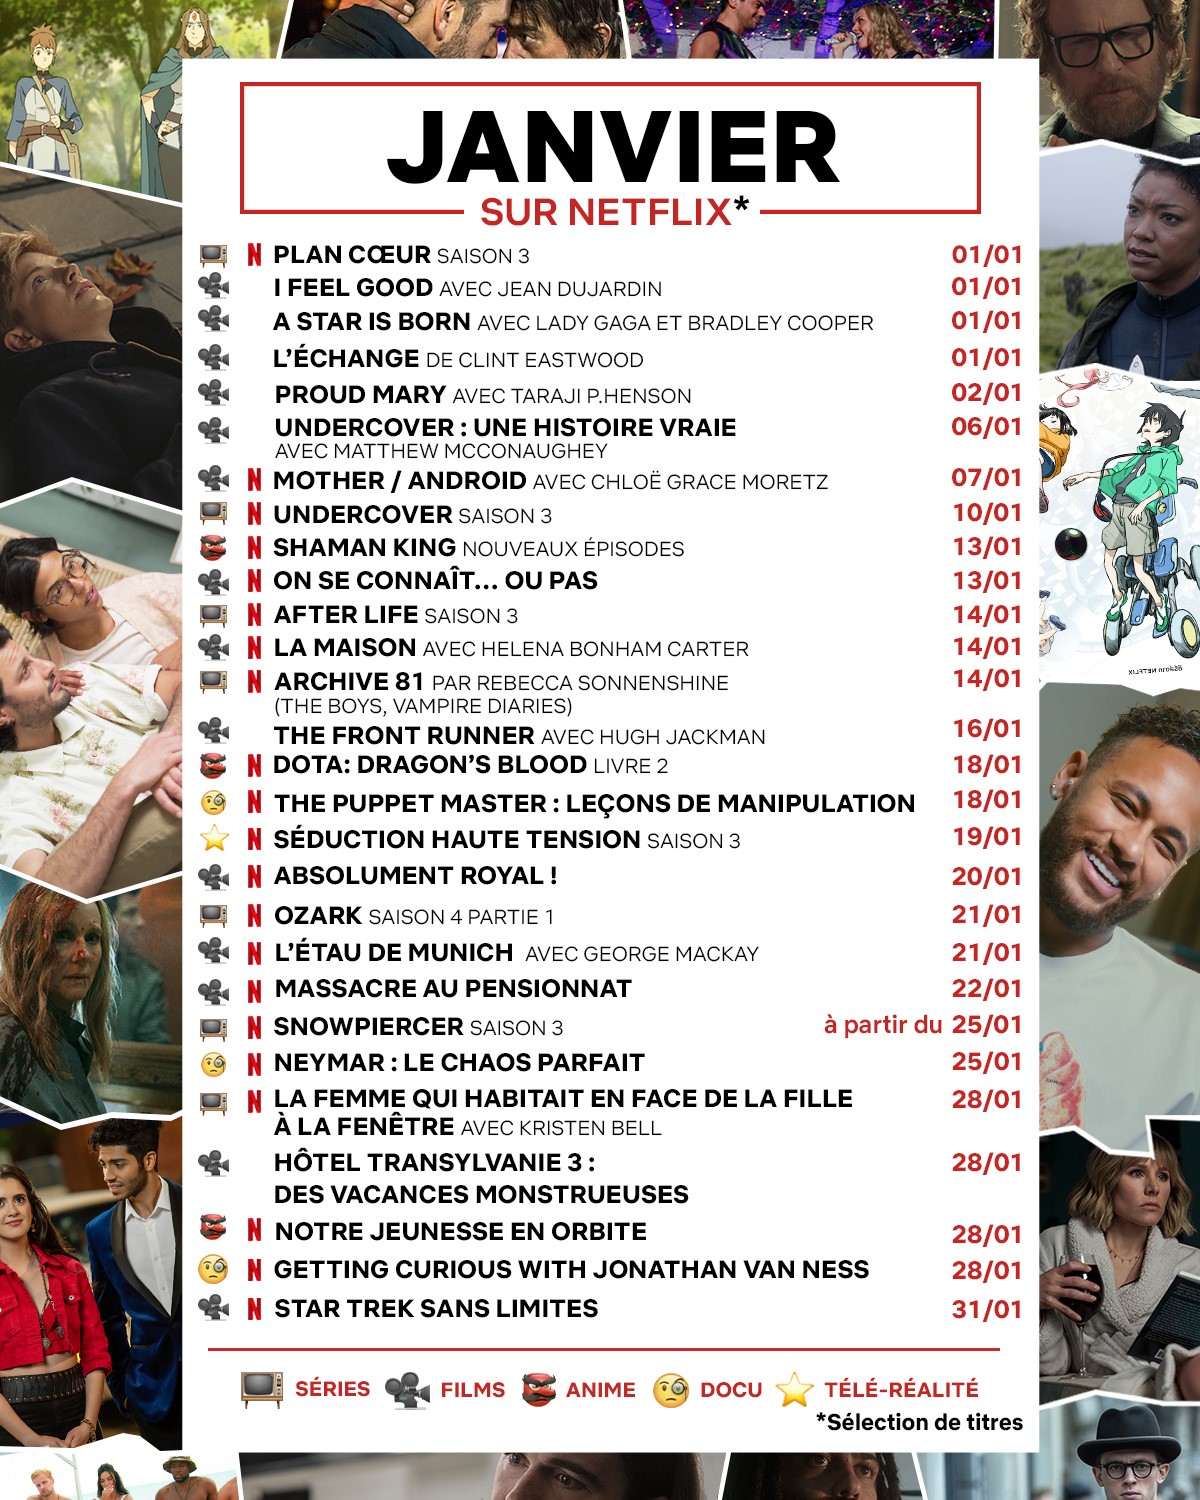 JANVIER
SUR NETFLIX*
N PLAN CŒUR SAISON 3 01/01
I FEEL GOOD AVEC JEAN DUJARDIN 01/01
A STAR IS BORN AVEC LADY GAGA ET BRADLEY COOPER 01/01
L'ÉCHANGE DE CLINT EASTWOOD 01/01
PROUD MARY AVEC TARAJI P.HENSON 02/01
UNDERCOVER : UNE HISTOIRE VRAIE 06/01
AVEC MATTHEW MCCONAUGHEY
N MOTHER / ANDROID AVEC CHLOË GRACE MORETZ 07/01
N UNDERCOVER SAISON 3 10/01
N SHAMAN KING NOUVEAUX ÉPISODES 13/01
N ON SE CONNAÎT... OU PAS 13/01
N AFTER LIFE SAISON 3 14/01
N LA MAISON AVEC HELENA BONHAM CARTER 14/01
N ARCHIVE 81 PAR REBECCA SONNENSHINE 14/01
(THE BOYS, VAMPIRE DIARIES)
THE FRONT RUNNER AVEC HUGH JACKMAN 16/01
N DOTA: DRAGON'S BLOOD LIVRE 2 18/01
N THE PUPPET MASTER : LEÇONS DE MANIPULATION 18/01
N SÉDUCTION HAUTE TENSION SAISON 3 19/01
N ABSOLUMENT ROYAL ! 20/01
N OZARK SAISON 4 PARTIE 1 21/01
N L'ÉTAU DE MUNICH AVEC GEORGE MACKAY 21/01
N MASSACRE AU PENSIONNAT 22/01
N SNOWPIERCER SAISON 3 à partir du 25/01
N NEYMAR : LE CHAOS PARFAIT 25/01
N LA FEMME QUI HABITAIT EN FACE DE LA FILLE 28/01
À LA FENÊTRE AVEC KRISTEN BELL
HÔTEL TRANSYLVANIE 3 : 28/01
DES VACANCES MONSTRUEUSES
N NOTRE JEUNESSE EN ORBITE 28/01
N GETTING CURIOUS WITH JONATHAN VAN NESS 28/01
N STAR TREK SANS LIMITES 31/01
SÉRIES FILMS ANIME DOCU TÉLÉ-RÉALITÉ
*Sélection de titres